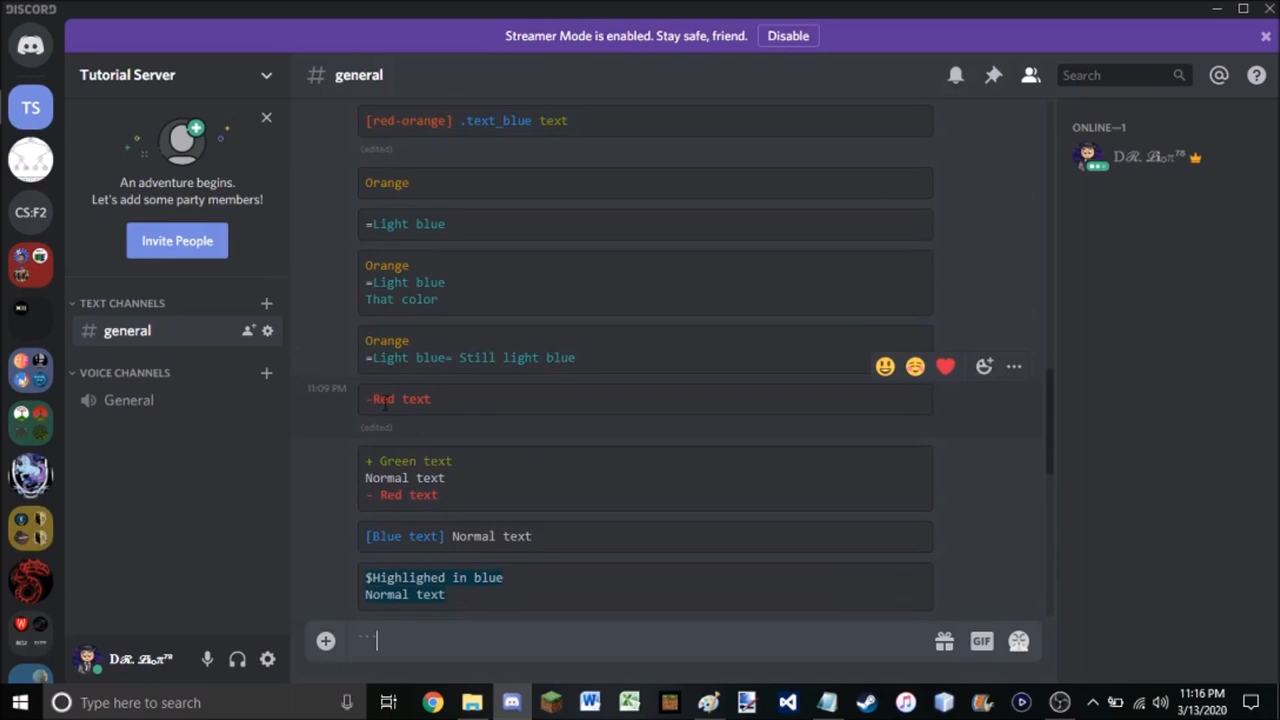 DISCORD
Streamer Mode is enabled. Stay safe, friend. Disable
TS
CS:F2
Tutorial Server
An adventure begins.
Let's add some party members!
Invite People
TEXT CHANNELS
# general
VOICE CHANNELS
General
# general
Search
[red-orange] .text_blue text
(edited)
Orange
=Light blue
Orange
=Light blue
That color
Orange
=Light blue= Still light blue
11:09 PM
-Red text
(edited)
+ Green text
Normal text
- Red text
[Blue text] Normal text
$Highlighed in blue
Normal text
```
GIF
ONLINE—1
Type here to search
11:16 PM
3/13/2020